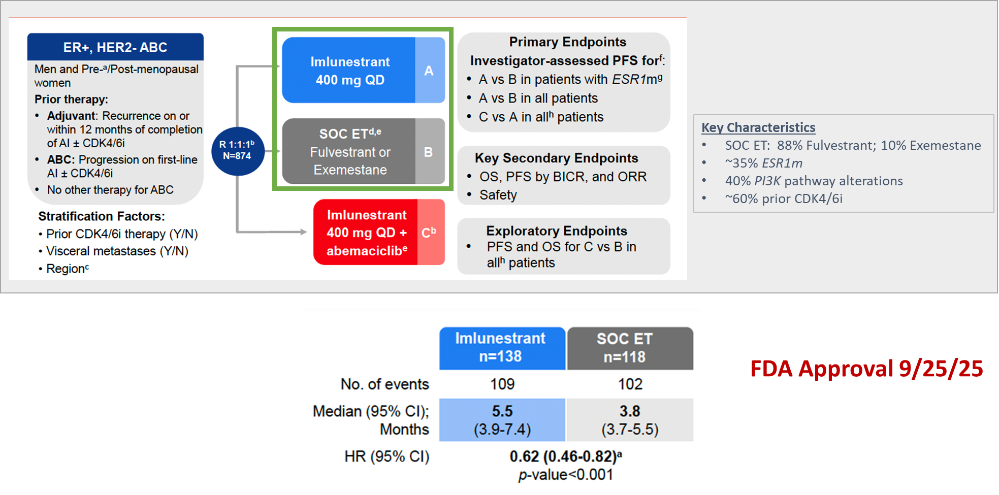 ER+, HER2- ABC
Men and Pre-ᵃ/Post-menopausal
women
Prior therapy:
• Adjuvant: Recurrence on or
within 12 months of completion
of AI ± CDK4/6i
• ABC: Progression on first-line
AI ± CDK4/6i
• No other therapy for ABC
Stratification Factors:
• Prior CDK4/6i therapy (Y/N)
• Visceral metastases (Y/N)
• Regionᶜ
R 1:1:1ᵇ
N=874
Imlunestrant
400 mg QD
A
SOC ETᵈ,ᵉ
Fulvestrant or
Exemestane
B
Imlunestrant
400 mg QD +
abemaciclibᵉ
Cᵇ
Primary Endpoints
Investigator-assessed PFS forᶠ:
• A vs B in patients with ESR1mᵍ
• A vs B in all patients
• C vs A in allʰ patients
Key Secondary Endpoints
• OS, PFS by BICR, and ORR
• Safety
Exploratory Endpoints
• PFS and OS for C vs B in
allʰ patients
Key Characteristics
• SOC ET: 88% Fulvestrant; 10% Exemestane
• ~35% ESR1m
• 40% PI3K pathway alterations
• ~60% prior CDK4/6i
Imlunestrant
n=138
SOC ET
n=118
No. of events 109 102
Median (95% CI); 5.5 3.8
Months (3.9-7.4) (3.7-5.5)
HR (95% CI) 0.62 (0.46-0.82)ᵃ
p-value<0.001
FDA Approval 9/25/25